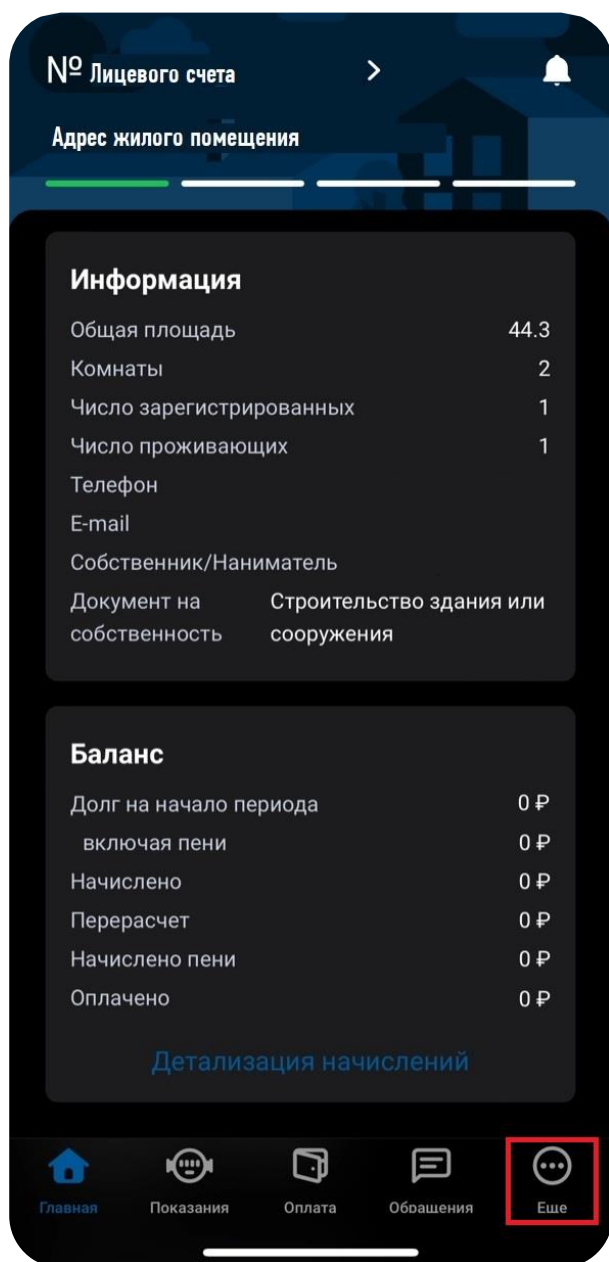 № Лицевого счета
Адрес жилого помещения
Информация
Общая площадь 44.3
Комнаты 2
Число зарегистрированных 1
Число проживающих 1
Телефон
E-mail
Собственник/Наниматель
Документ на Строительство здания или
собственность сооружения
Баланс
Долг на начало периода 0 ₽
включая пени 0 ₽
Начислено 0 ₽
Перерасчет 0 ₽
Начислено пени 0 ₽
Оплачено 0 ₽
Детализация начислений
Главная Показания Оплата Обращения Еще